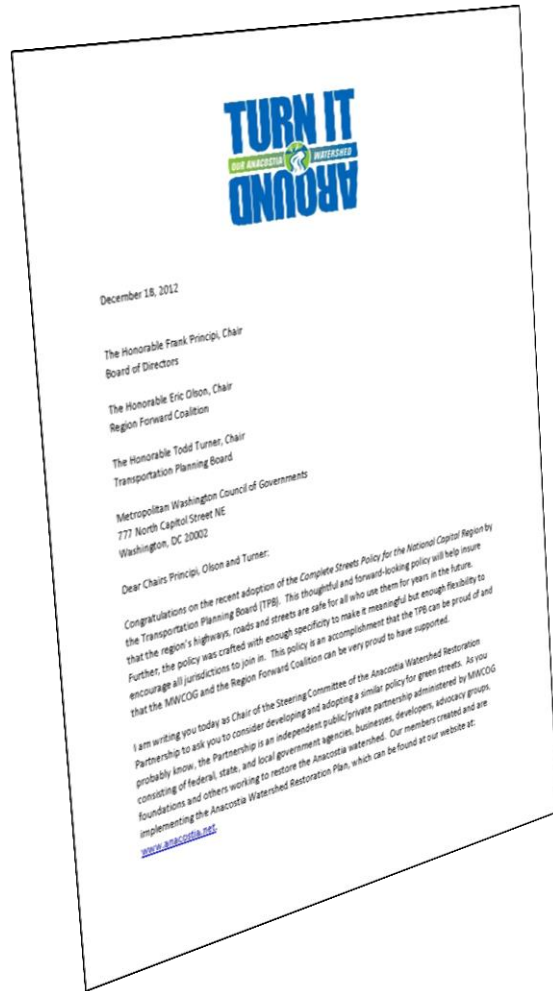 TURN IT
OUR ANACOSTIA WATERSHED
AROUND
December 18, 2012
The Honorable Frank Principi, Chair
Board of Directors
The Honorable Eric Olson, Chair
Region Forward Coalition
The Honorable Todd Turner, Chair
Transportation Planning Board
Metropolitan Washington Council of Governments
777 North Capitol Street NE
Washington, DC 20002
Dear Chairs Principi, Olson and Turner:
Congratulations on the recent adoption of the Complete Streets Policy for the National Capital Region by
the Transportation Planning Board (TPB). This thoughtful and forward-looking policy will help insure
that the region's highways, roads and streets are safe for all who use them for years in the future.
Further, the policy was crafted with enough specificity to make it meaningful but enough flexibility to
encourage all jurisdictions to join in. This policy is an accomplishment that the TPB can be proud of and
that the MWCOG and the Region Forward Coalition can be very proud to have supported.
I am writing you today as Chair of the Steering Committee of the Anacostia Watershed Restoration
Partnership to ask you to consider developing and adopting a similar policy for green streets. As you
probably know, the Partnership is an independent public/private partnership administered by MWCOG
consisting of federal, state, and local government agencies, businesses, developers, advocacy groups,
foundations and others working to restore the Anacostia watershed. Our members created and are
implementing the Anacostia Watershed Restoration Plan, which can be found at our website at:
www.anacostia.net.